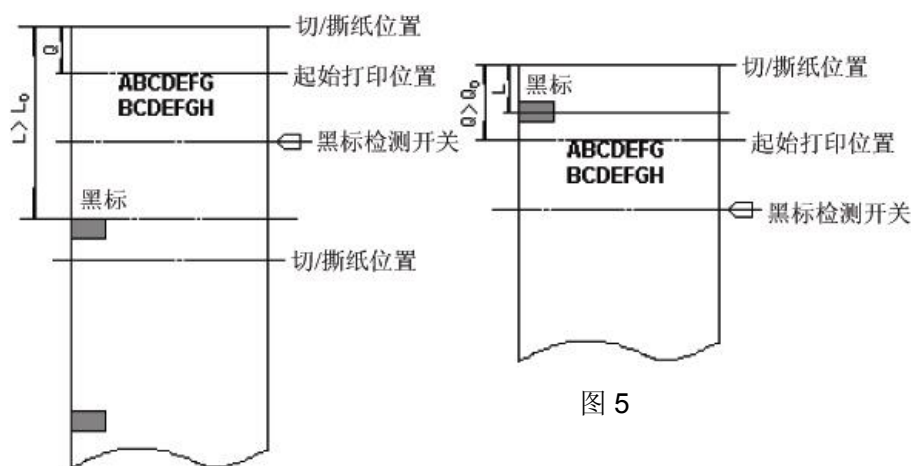 切/撕纸位置
Q
起始打印位置
ABCDEFG
BCDEFGH
L> L₀
黑标检测开关
黑标
切/撕纸位置
切/撕纸位置
黑标
L
Q> Q₀
起始打印位置
ABCDEFG
BCDEFGH
黑标检测开关
图 5